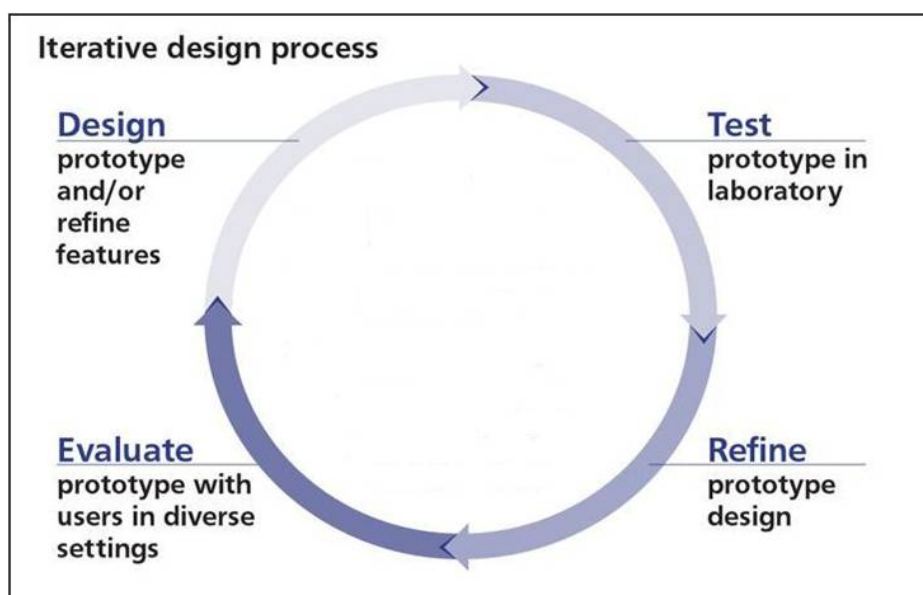 Iterative design process
Design
prototype
and/or
refine
features
Test
prototype in
laboratory
Evaluate
prototype with
users in diverse
settings
Refine
prototype
design